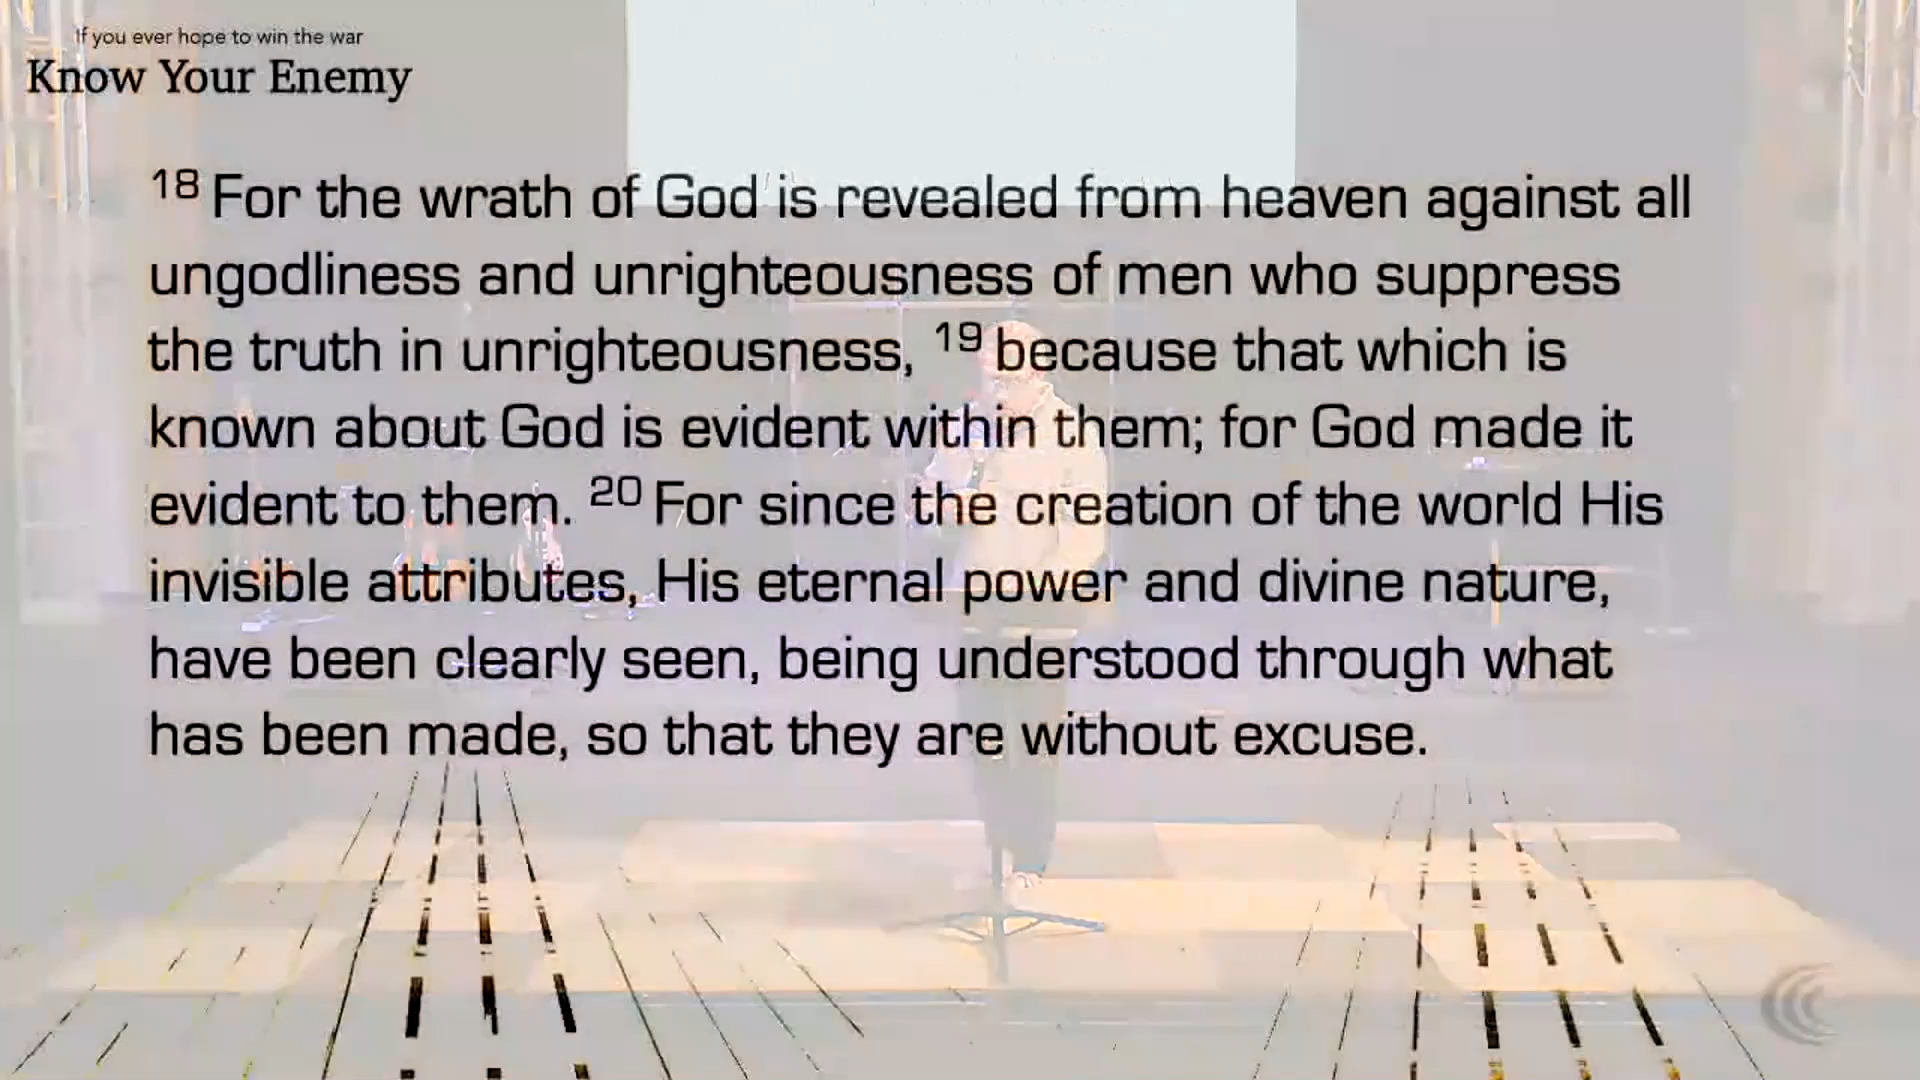 If you ever hope to win the war
Know Your Enemy
18 For the wrath of God is revealed from heaven against all
ungodliness and unrighteousness of men who suppress
the truth in unrighteousness, 19 because that which is
known about God is evident within them; for God made it
evident to them. 20 For since the creation of the world His
invisible attributes, His eternal power and divine nature,
have been clearly seen, being understood through what
has been made, so that they are without excuse.